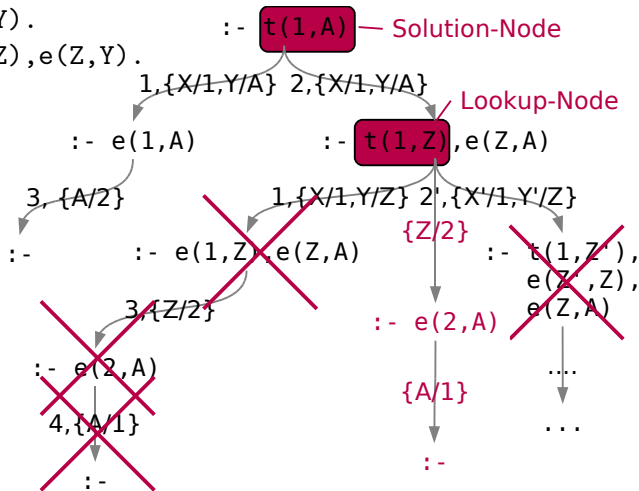 Y).
:- t(1,A) Solution-Node
Z),e(Z,Y).
1,{X/1,Y/A} 2,{X/1,Y/A}
Lookup-Node
:- e(1,A) :- t(1,Z),e(Z,A)
3, {A/2} 1,{X/1,Y/Z} 2',{X'/1,Y'/Z}
{Z/2}
:- :- e(1,Z),e(Z,A) :- t(1,Z'),
e(Z',Z),
e(Z,A)
3,{Z/2}
:- e(2,A)
:- e(2,A) ....
{A/1}
4,{A/1} ...
:-
:-